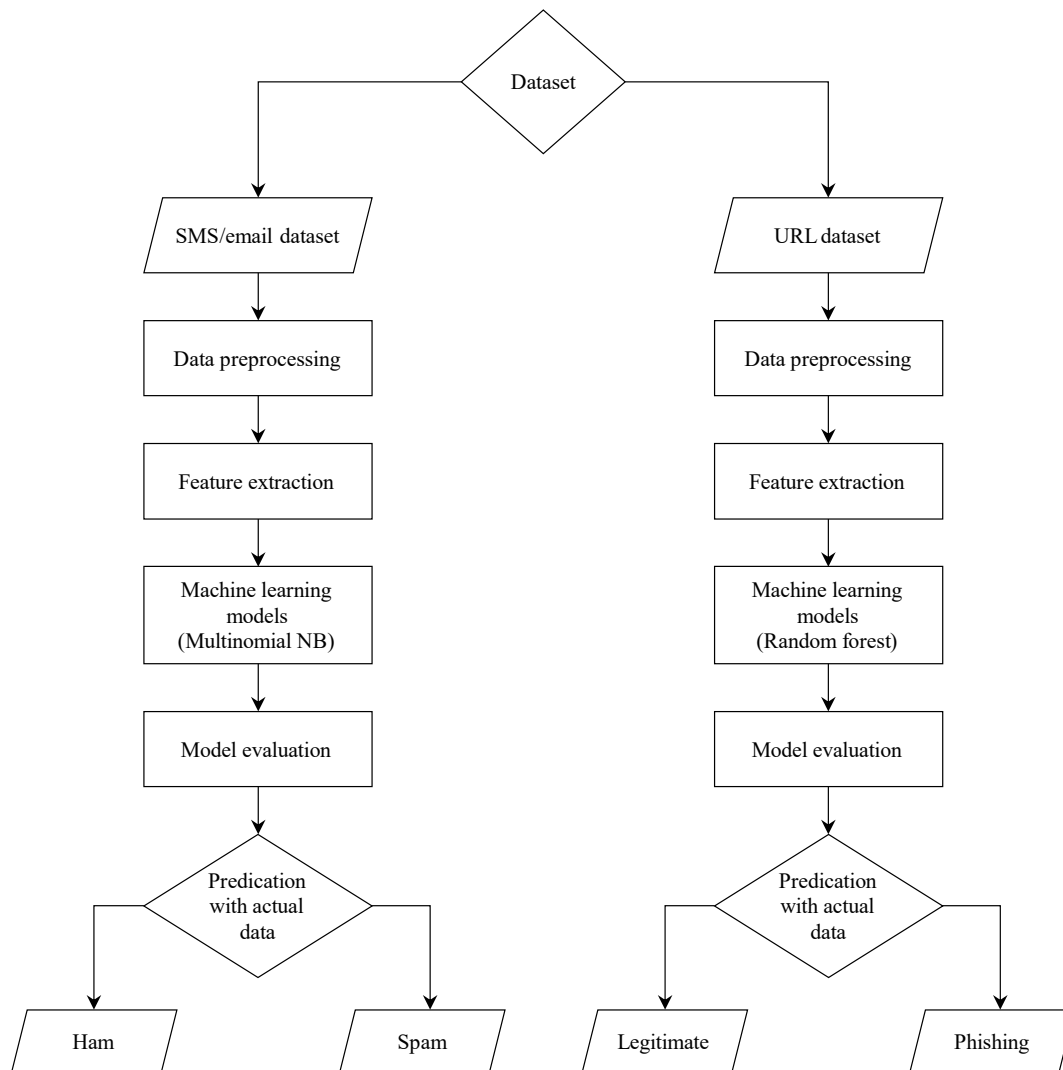 Dataset
SMS/email dataset
URL dataset
Data preprocessing
Data preprocessing
Feature extraction
Feature extraction
Machine learning
models
(Multinomial NB)
Machine learning
models
(Random forest)
Model evaluation
Model evaluation
Predication
with actual
data
Predication
with actual
data
Ham
Spam
Legitimate
Phishing